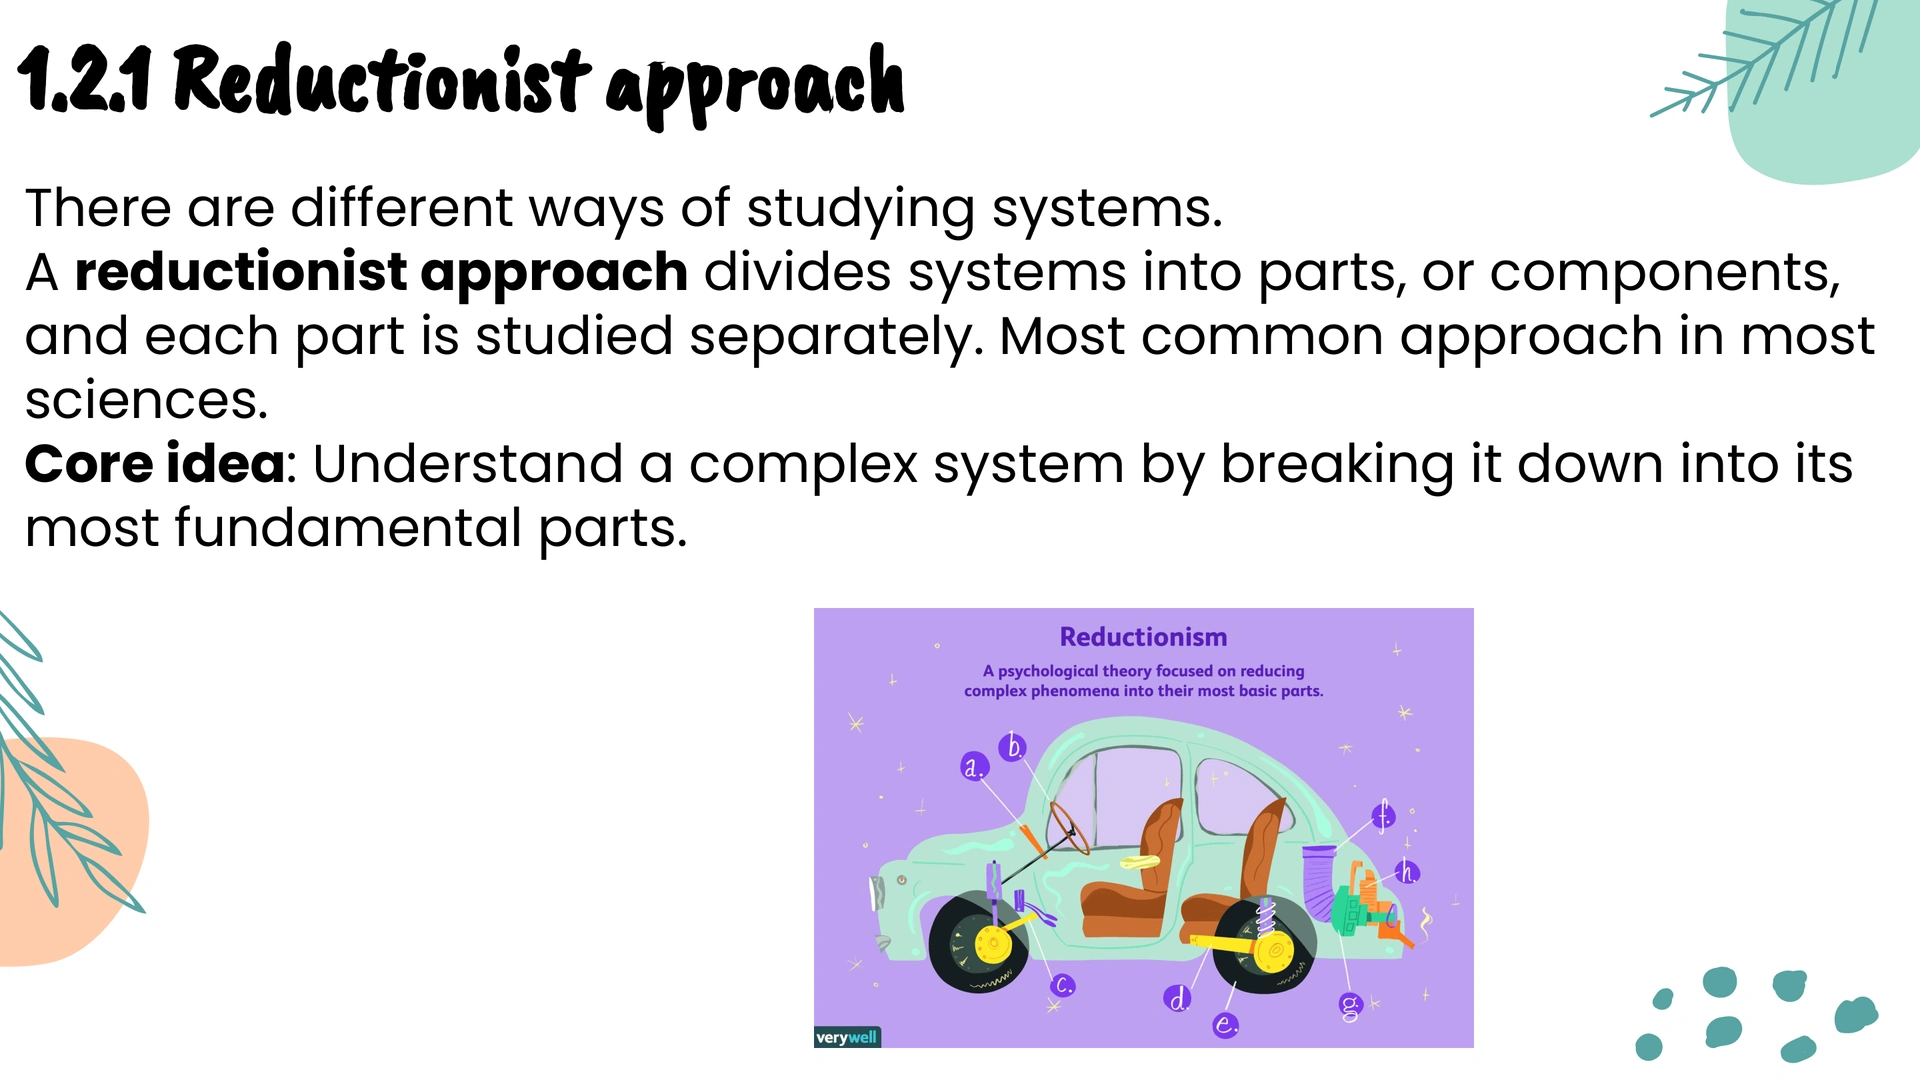 1.2.1 Reductionist approach
There are different ways of studying systems.
A reductionist approach divides systems into parts, or components,
and each part is studied separately. Most common approach in most
sciences.
Core idea: Understand a complex system by breaking it down into its
most fundamental parts.
Reductionism
A psychological theory focused on reducing
complex phenomena into their most basic parts.
b.
a.
f.
h.
c.
d.
g.
e.
verywell